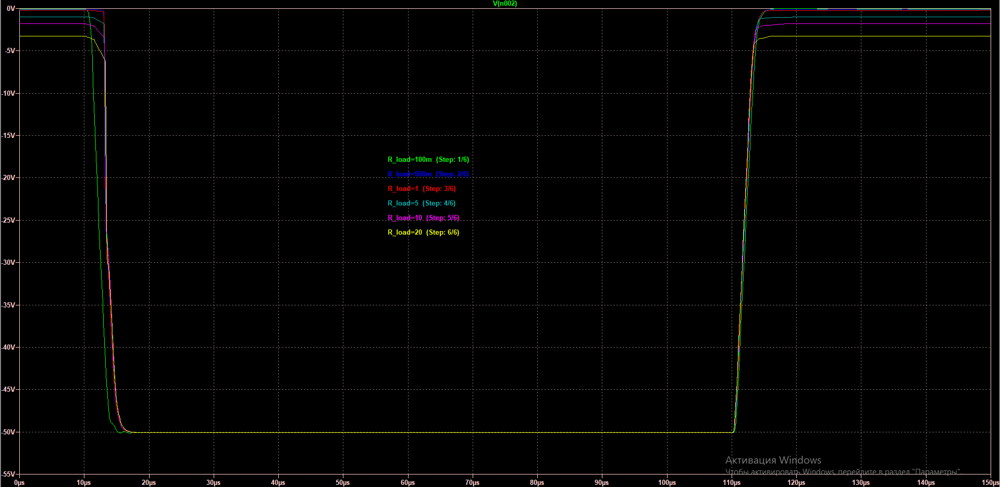 V(n002)
0V
-5V
-10V
-15V
-20V
-25V
-30V
-35V
-40V
-45V
-50V
-55V
R_load=100m (Step: 1/6)
R_load=500m (Step: 2/6)
R_load=1 (Step: 3/6)
R_load=5 (Step: 4/6)
R_load=10 (Step: 5/6)
R_load=20 (Step: 6/6)
Активация Windows
Чтобы активировать Windows, перейдите в раздел "Параметры".
0µs 10µs 20µs 30µs 40µs 50µs 60µs 70µs 80µs 90µs 100µs 110µs 120µs 130µs 140µs 150µs